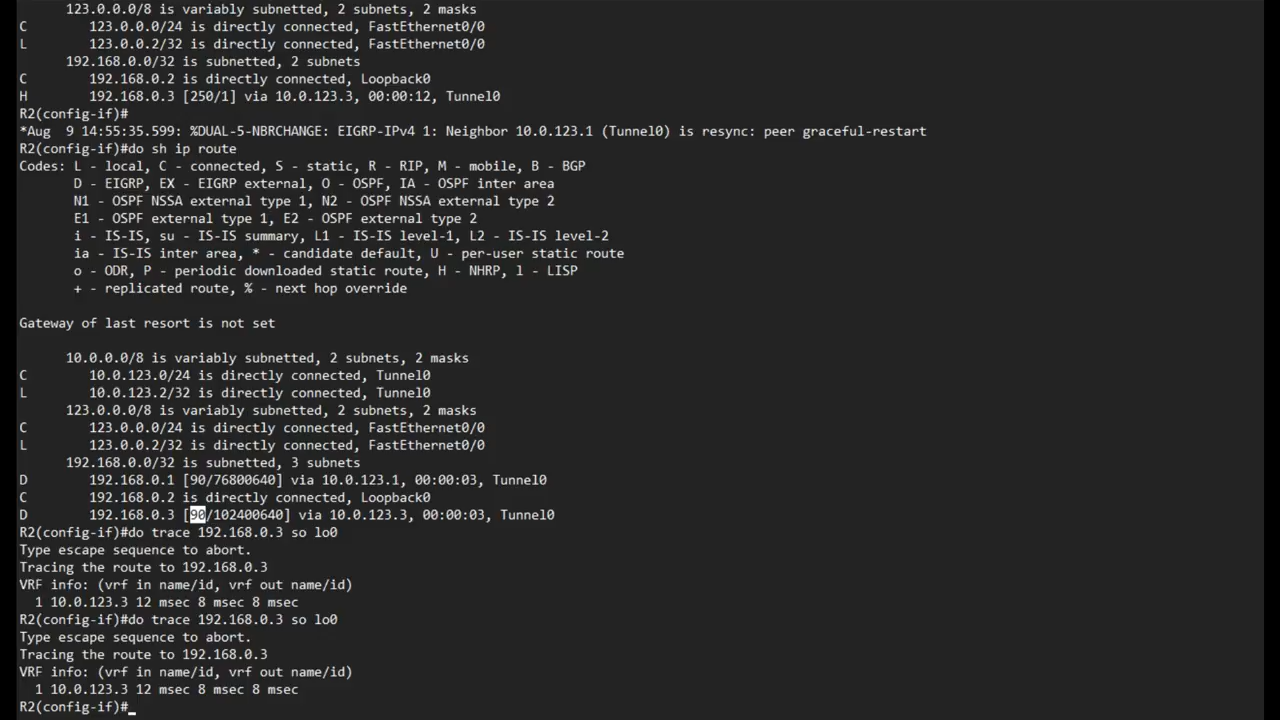 123.0.0.0/8 is variably subnetted, 2 subnets, 2 masks
C 123.0.0.0/24 is directly connected, FastEthernet0/0
L 123.0.0.2/32 is directly connected, FastEthernet0/0
192.168.0.0/32 is subnetted, 2 subnets
C 192.168.0.2 is directly connected, Loopback0
H 192.168.0.3 [250/1] via 10.0.123.3, 00:00:12, Tunnel0
R2(config-if)#
*Aug 9 14:55:35.599: %DUAL-5-NBRCHANGE: EIGRP-IPv4 1: Neighbor 10.0.123.1 (Tunnel0) is resync: peer graceful-restart
R2(config-if)#do sh ip route
Codes: L - local, C - connected, S - static, R - RIP, M - mobile, B - BGP
D - EIGRP, EX - EIGRP external, O - OSPF, IA - OSPF inter area
N1 - OSPF NSSA external type 1, N2 - OSPF NSSA external type 2
E1 - OSPF external type 1, E2 - OSPF external type 2
i - IS-IS, su - IS-IS summary, L1 - IS-IS level-1, L2 - IS-IS level-2
ia - IS-IS inter area, * - candidate default, U - per-user static route
o - ODR, P - periodic downloaded static route, H - NHRP, l - LISP
+ - replicated route, % - next hop override
Gateway of last resort is not set
10.0.0.0/8 is variably subnetted, 2 subnets, 2 masks
C 10.0.123.0/24 is directly connected, Tunnel0
L 10.0.123.2/32 is directly connected, Tunnel0
123.0.0.0/8 is variably subnetted, 2 subnets, 2 masks
C 123.0.0.0/24 is directly connected, FastEthernet0/0
L 123.0.0.2/32 is directly connected, FastEthernet0/0
192.168.0.0/32 is subnetted, 3 subnets
D 192.168.0.1 [90/76800640] via 10.0.123.1, 00:00:03, Tunnel0
C 192.168.0.2 is directly connected, Loopback0
D 192.168.0.3 [90/102400640] via 10.0.123.3, 00:00:03, Tunnel0
R2(config-if)#do trace 192.168.0.3 so lo0
Type escape sequence to abort.
Tracing the route to 192.168.0.3
VRF info: (vrf in name/id, vrf out name/id)
1 10.0.123.3 12 msec 8 msec 8 msec
R2(config-if)#do trace 192.168.0.3 so lo0
Type escape sequence to abort.
Tracing the route to 192.168.0.3
VRF info: (vrf in name/id, vrf out name/id)
1 10.0.123.3 12 msec 8 msec 8 msec
R2(config-if)#_